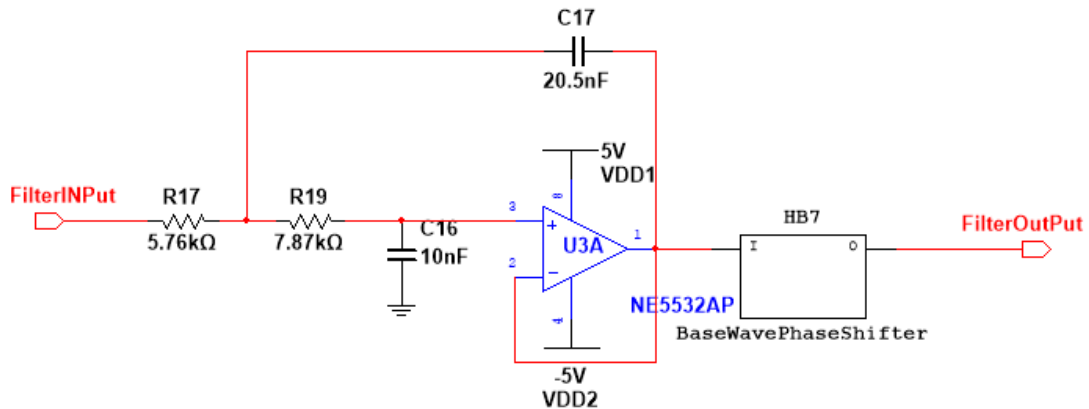 C17
20.5nF
5V
VDD1
FilterINPut
R17
R19
8
5.76kΩ
7.87kΩ
C16
10nF
3
+
U3A
1
2
−
4
HB7
I
O
FilterOutPut
NE5532AP
BaseWavePhaseShifter
-5V
VDD2